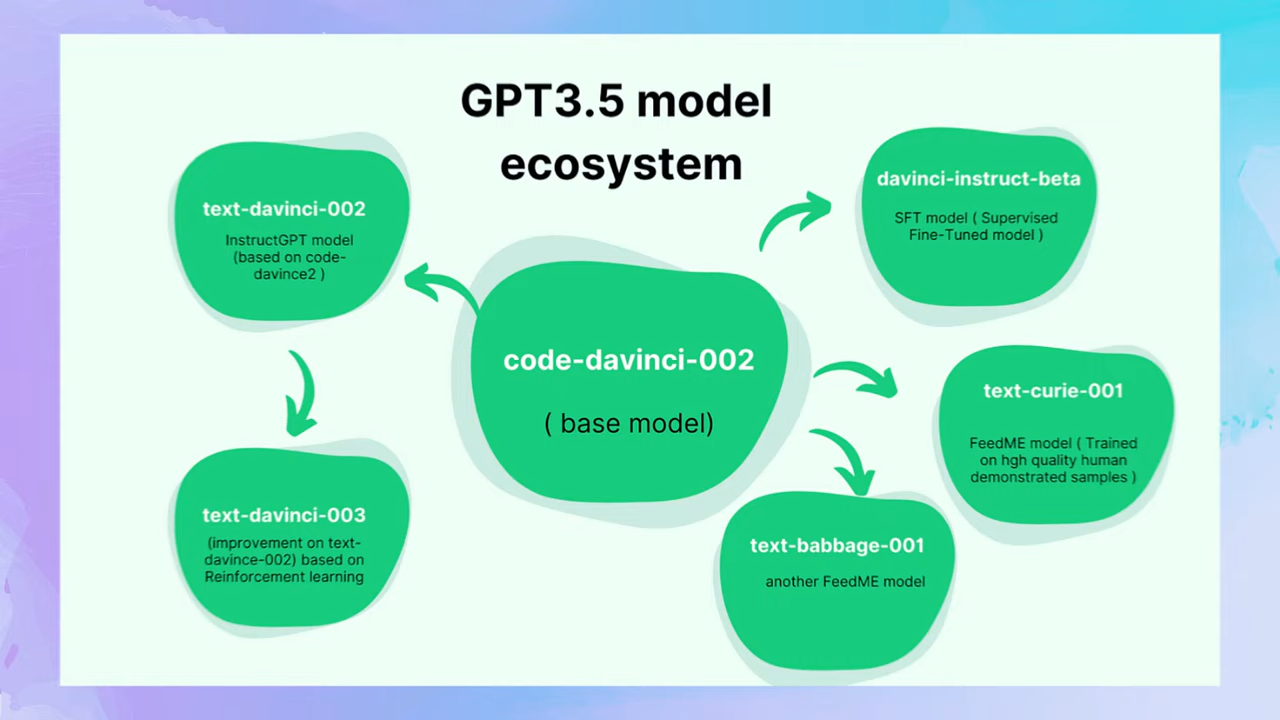 GPT3.5 model
ecosystem
text-davinci-002
InstructGPT model
(based on code-
davince2 )
text-davinci-003
(improvement on text-
davince-002) based on
Reinforcement learning
code-davinci-002
( base model)
davinci-instruct-beta
SFT model ( Supervised
Fine-Tuned model )
text-curie-001
FeedME model ( Trained
on hgh quality human
demonstrated samples )
text-babbage-001
another FeedME model